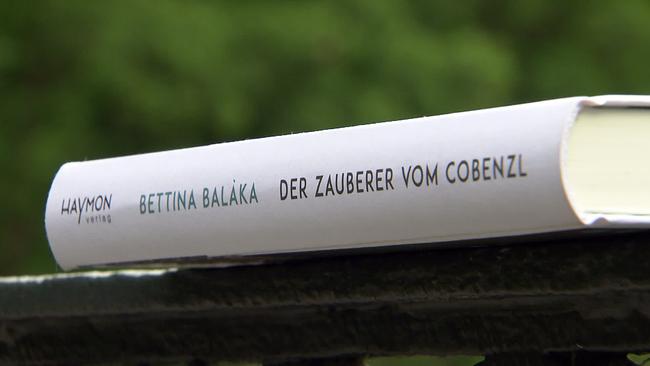 HAYMON
verlag
BETTINA BALÀKA DER ZAUBERER VOM COBENZL